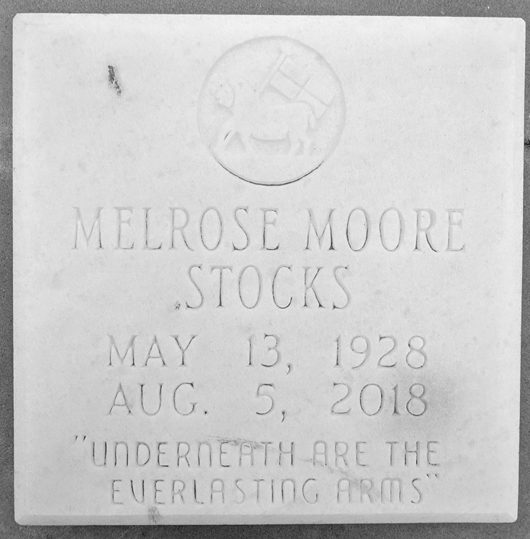 MELROSE MOORE
STOCKS
MAY 13, 1928
AUG. 5, 2018
"UNDERNEATH ARE THE
EVERLASTING ARMS"